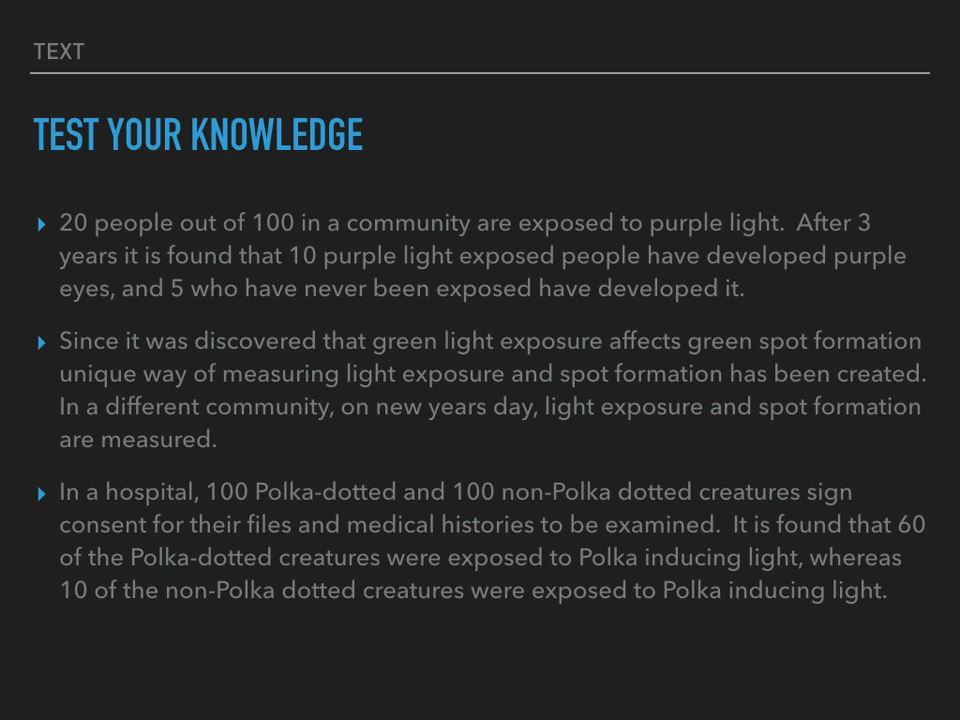 TEXT
TEST YOUR KNOWLEDGE
▸ 20 people out of 100 in a community are exposed to purple light.  After 3
years it is found that 10 purple light exposed people have developed purple
eyes, and 5 who have never been exposed have developed it.
▸ Since it was discovered that green light exposure affects green spot formation
unique way of measuring light exposure and spot formation has been created.
In a different community, on new years day, light exposure and spot formation
are measured.
▸ In a hospital, 100 Polka-dotted and 100 non-Polka dotted creatures sign
consent for their files and medical histories to be examined.  It is found that 60
of the Polka-dotted creatures were exposed to Polka inducing light, whereas
10 of the non-Polka dotted creatures were exposed to Polka inducing light.